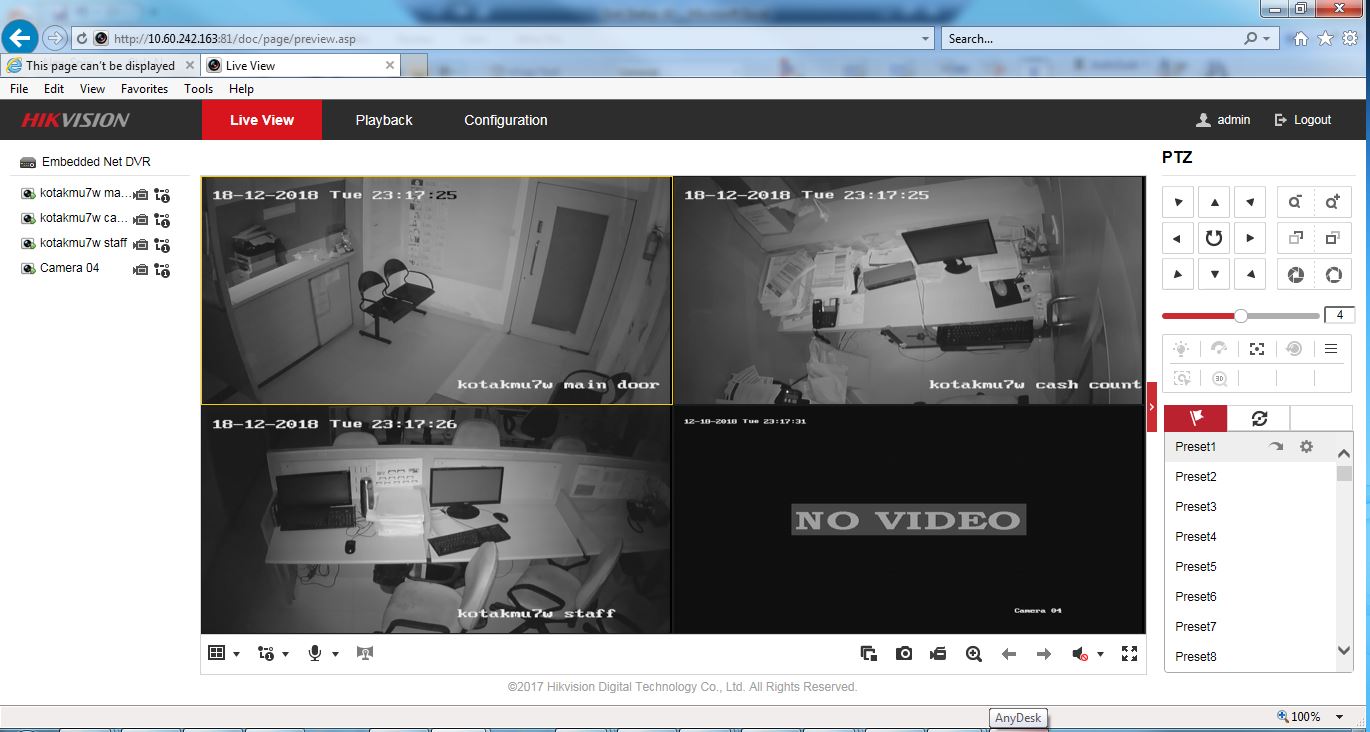 http://10.60.242.163:81/doc/page/preview.asp
Search...
This page can't be displayed
Live View
File Edit View Favorites Tools Help
HIKVISION
Live View
Playback
Configuration
admin
Logout
Embedded Net DVR
kotakmu7w ma...
kotakmu7w ca...
kotakmu7w staff
Camera 04
18-12-2018 Tue 23:17:25
kotakmu7w main door
18-12-2018 Tue 23:17:25
kotakmu7w cash count
18-12-2018 Tue 23:17:26
kotakmu7w staff
12-18-2018 Tue 23:17:31
NO VIDEO
Camera 04
PTZ
4
3D
Preset1
Preset2
Preset3
Preset4
Preset5
Preset6
Preset7
Preset8
©2017 Hikvision Digital Technology Co., Ltd. All Rights Reserved.
AnyDesk
100%